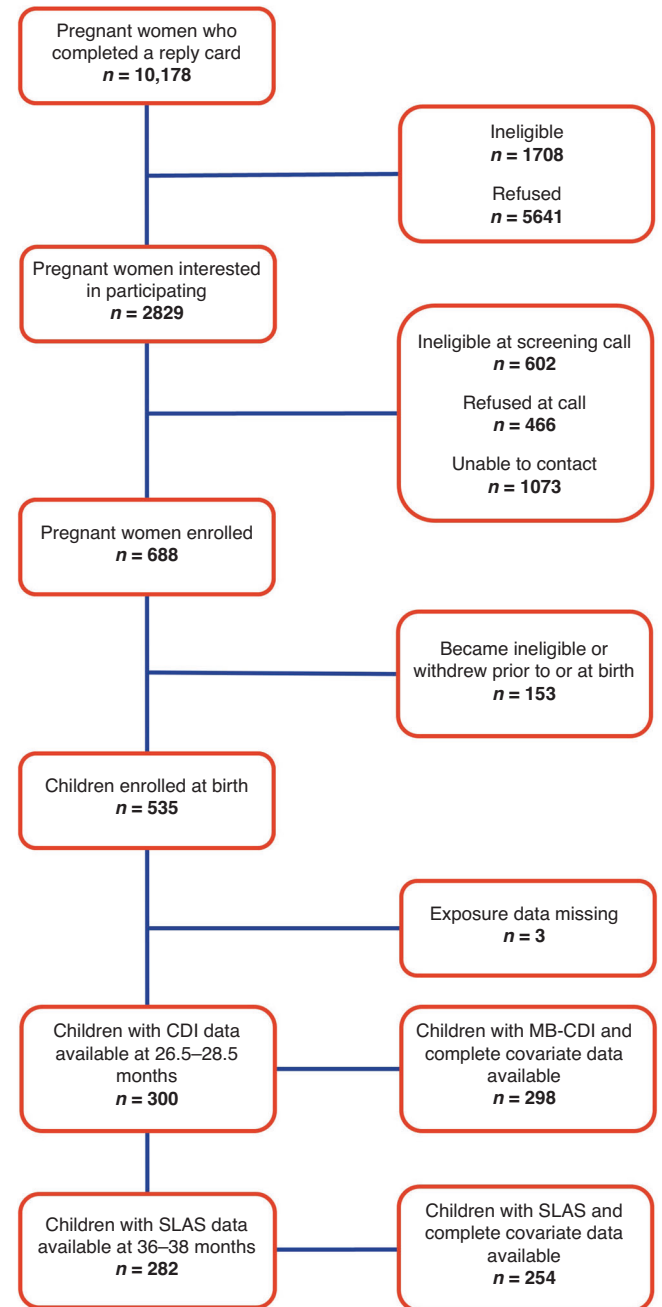 Pregnant women who
completed a reply card
n = 10,178
Ineligible
n = 1708
Refused
n = 5641
Pregnant women interested
in participating
n = 2829
Ineligible at screening call
n = 602
Refused at call
n = 466
Unable to contact
n = 1073
Pregnant women enrolled
n = 688
Became ineligible or
withdrew prior to or at birth
n = 153
Children enrolled at birth
n = 535
Exposure data missing
n = 3
Children with CDI data
available at 26.5–28.5
months
n = 300
Children with MB-CDI and
complete covariate data
available
n = 298
Children with SLAS data
available at 36–38 months
n = 282
Children with SLAS and
complete covariate data
available
n = 254